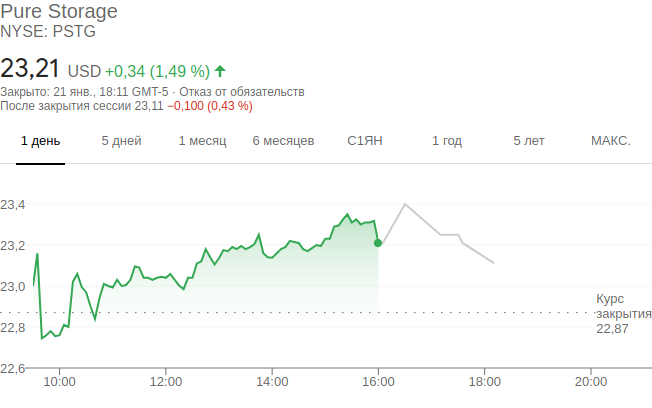 Pure Storage
NYSE: PSTG
23,21 USD +0,34 (1,49 %)
Закрыто: 21 янв., 18:11 GMT-5 · Отказ от обязательств
После закрытия сессии 23,11 −0,100 (0,43 %)
1 день 5 дней 1 месяц 6 месяцев С1ЯН 1 год 5 лет МАКС.
23,4
23,2
23,0
Курс
закрытия
22,87
22,8
22,6
10:00 12:00 14:00 16:00 18:00 20:00